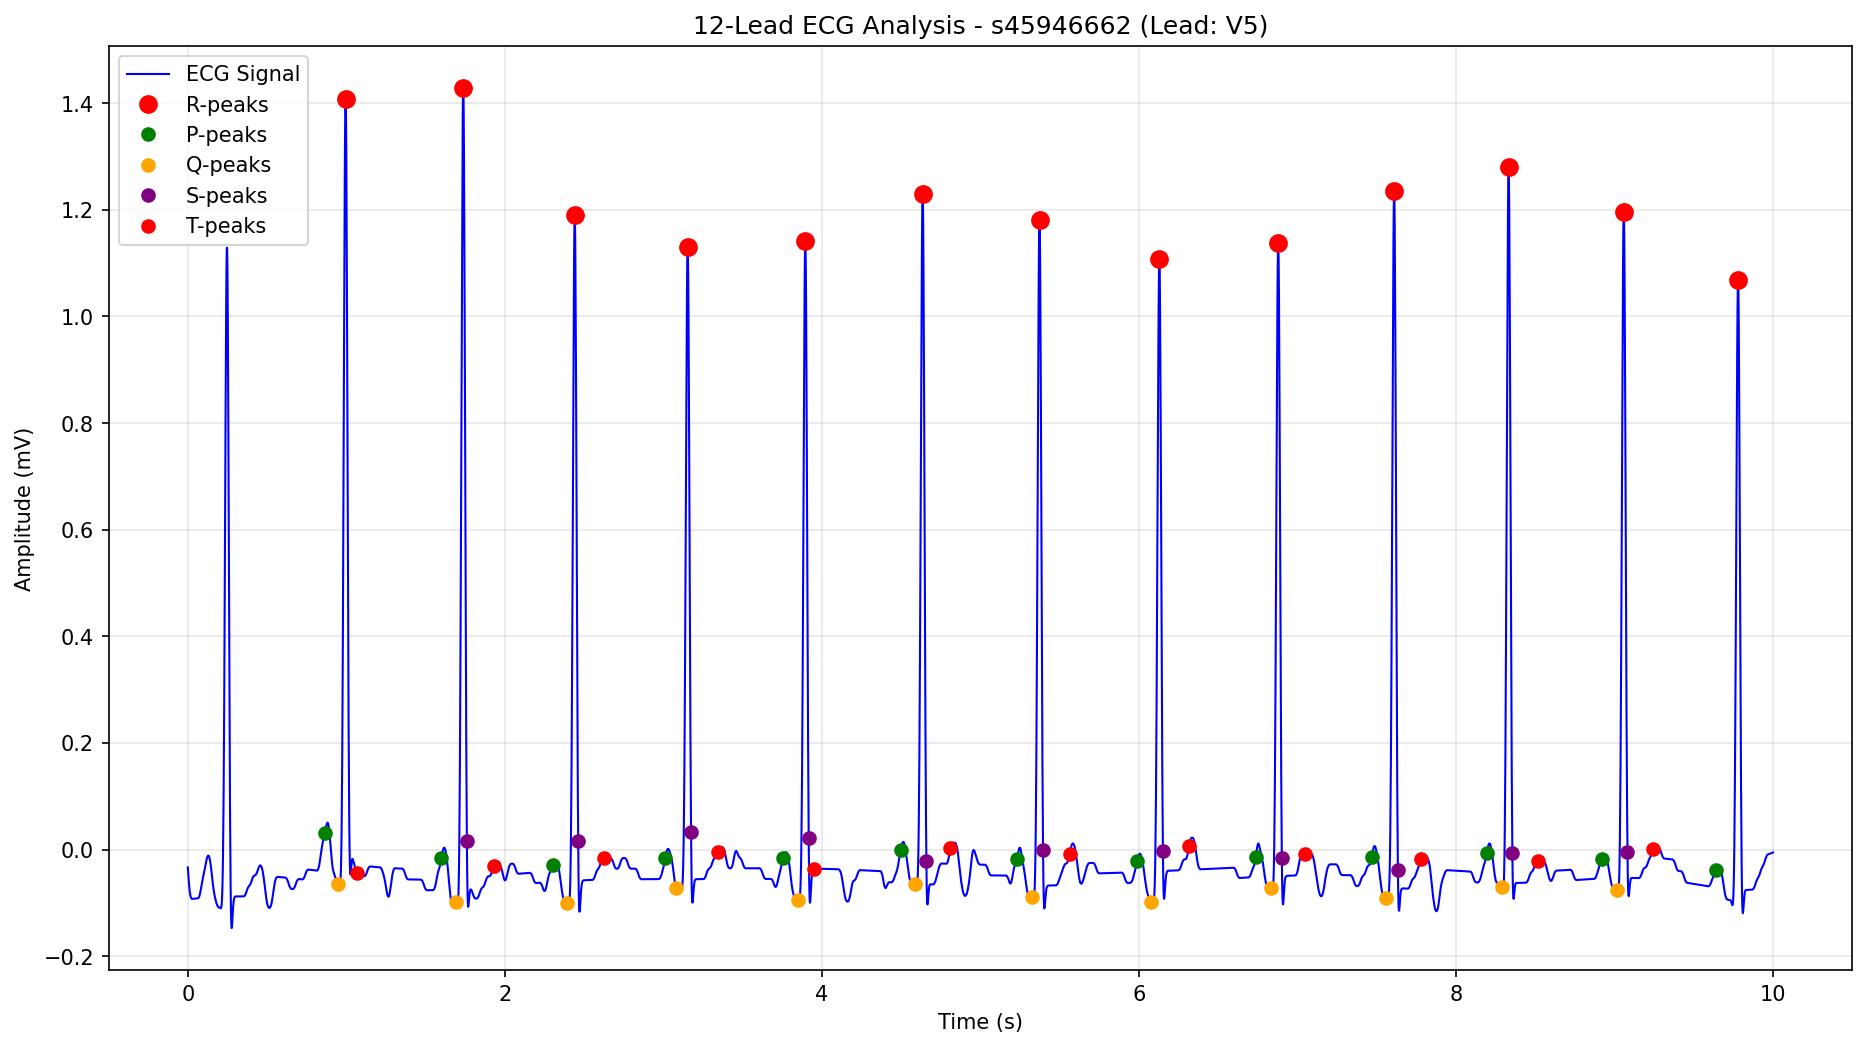 12-Lead ECG Analysis - s45946662 (Lead: V5)
ECG Signal
R-peaks
P-peaks
Q-peaks
S-peaks
T-peaks
Amplitude (mV)
1.4
1.2
1.0
0.8
0.6
0.4
0.2
0.0
−0.2
0 2 4 6 8 10
Time (s)